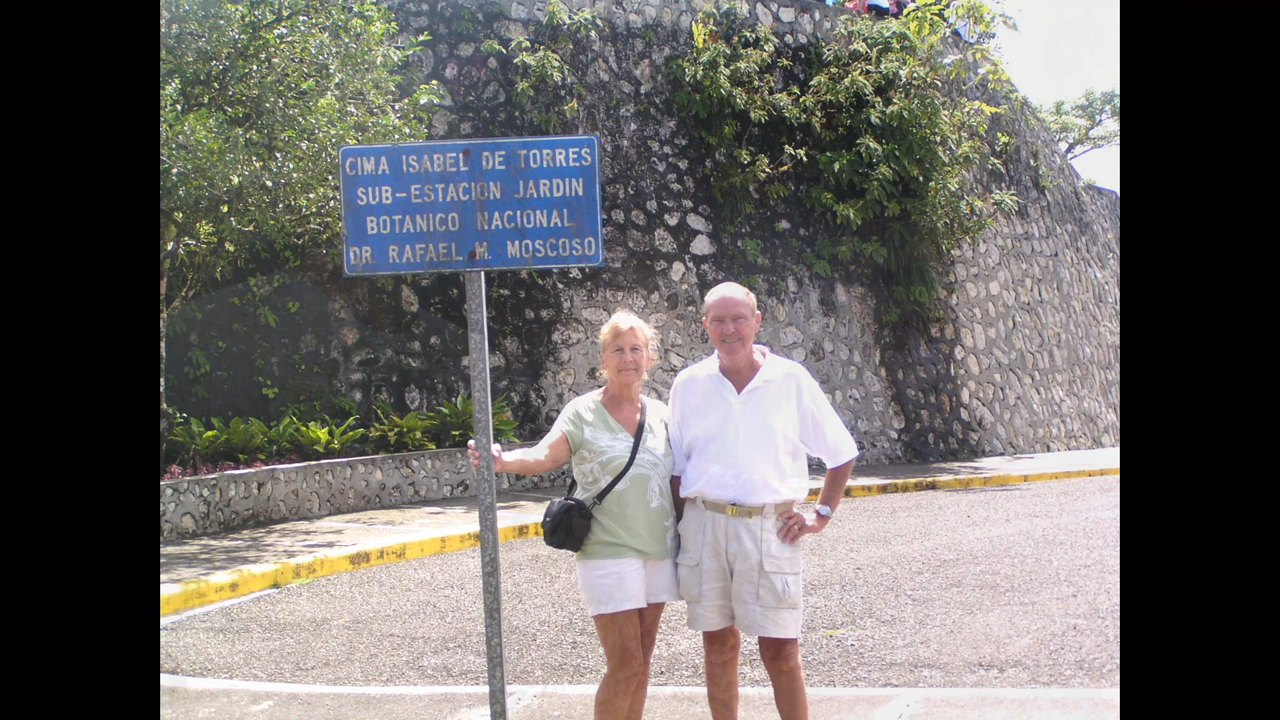 CIMA ISABEL DE TORRES
SUB-ESTACION JARDIN
BOTANICO NACIONAL
DR. RAFAEL M. MOSCOSO